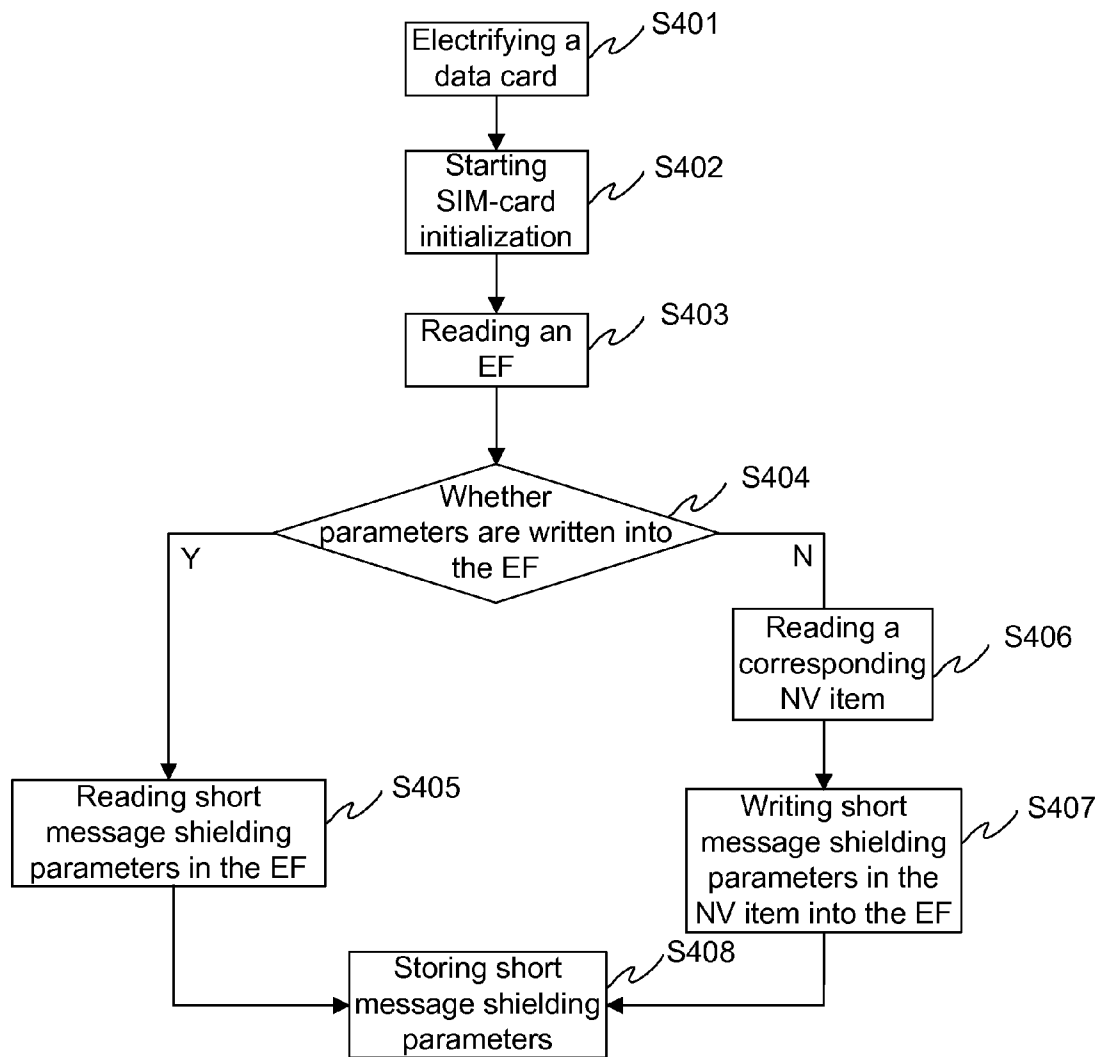 Electrifying a
data card
S401
Starting
SIM-card
initialization
S402
Reading an
EF
S403
Whether
parameters are written into
the EF
S404
Y
N
Reading a
corresponding
NV item
S406
Reading short
message shielding
parameters in the EF
S405
Writing short
message shielding
parameters in the
NV item into the EF
S407
Storing short
message shielding
parameters
S408